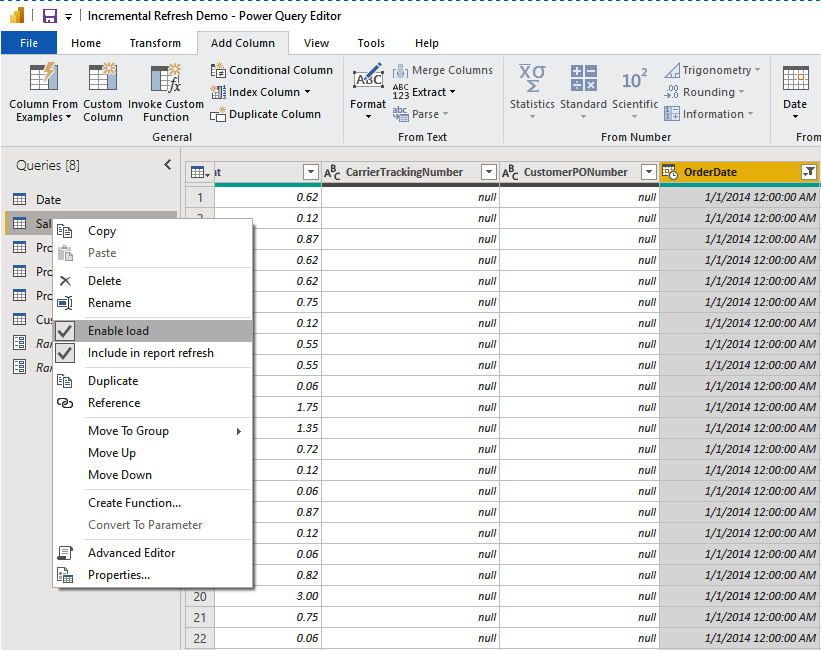 Incremental Refresh Demo - Power Query Editor
File Home Transform Add Column View Tools Help
Column From Examples
Custom Column
Invoke Custom Function
Conditional Column
Index Column
Duplicate Column
General
Format
ABC
Merge Columns
ABC 123 Extract
abc Parse
From Text
XΣσ Statistics
Standard
10² Scientific
Trigonometry
.00 Rounding
Information
From Number
Date
From
Queries [8]
Date
Sal
Pro
Pro
Pro
Cus
Ra
Ra
Copy
Paste
Delete
Rename
Enable load
Include in report refresh
Duplicate
Reference
Move To Group
Move Up
Move Down
Create Function...
Convert To Parameter
Advanced Editor
Properties...
nt ABC CarrierTrackingNumber ABC CustomerPONumber OrderDate
1 0.62 null null 1/1/2014 12:00:00 AM
2 0.12 null null 1/1/2014 12:00:00 AM
0.87 null null 1/1/2014 12:00:00 AM
0.62 null null 1/1/2014 12:00:00 AM
0.62 null null 1/1/2014 12:00:00 AM
0.75 null null 1/1/2014 12:00:00 AM
0.12 null null 1/1/2014 12:00:00 AM
0.55 null null 1/1/2014 12:00:00 AM
0.55 null null 1/1/2014 12:00:00 AM
0.06 null null 1/1/2014 12:00:00 AM
1.75 null null 1/1/2014 12:00:00 AM
1.35 null null 1/1/2014 12:00:00 AM
0.72 null null 1/1/2014 12:00:00 AM
0.12 null null 1/1/2014 12:00:00 AM
0.06 null null 1/1/2014 12:00:00 AM
0.87 null null 1/1/2014 12:00:00 AM
0.12 null null 1/1/2014 12:00:00 AM
0.06 null null 1/1/2014 12:00:00 AM
0.82 null null 1/1/2014 12:00:00 AM
20 3.00 null null 1/1/2014 12:00:00 AM
21 0.75 null null 1/1/2014 12:00:00 AM
22 0.06 null null 1/1/2014 12:00:00 AM